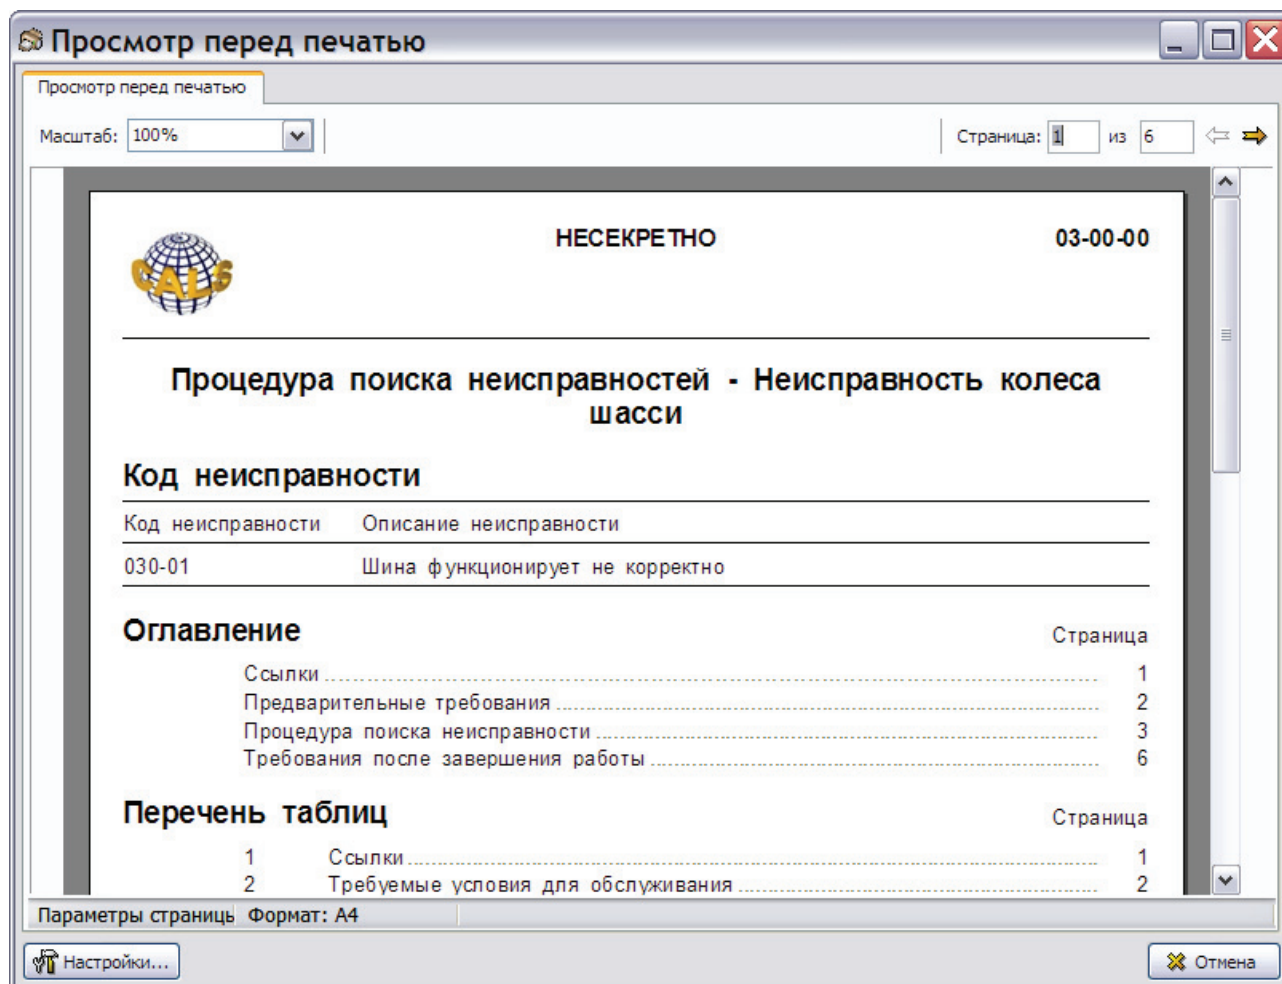 Просмотр перед печатью
Просмотр перед печатью
Масштаб: 100% Страница: 1 из 6
НЕСЕКРЕТНО 03-00-00
CALS
Процедура поиска неисправностей - Неисправность колеса
шасси
Код неисправности
Код неисправности Описание неисправности
030-01 Шина функционирует не корректно
Оглавление Страница
Ссылки 1
Предварительные требования 2
Процедура поиска неисправности 3
Требования после завершения работы 6
Перечень таблиц Страница
1 Ссылки 1
2 Требуемые условия для обслуживания 2
Параметры страниць Формат: A4
Настройки... Отмена